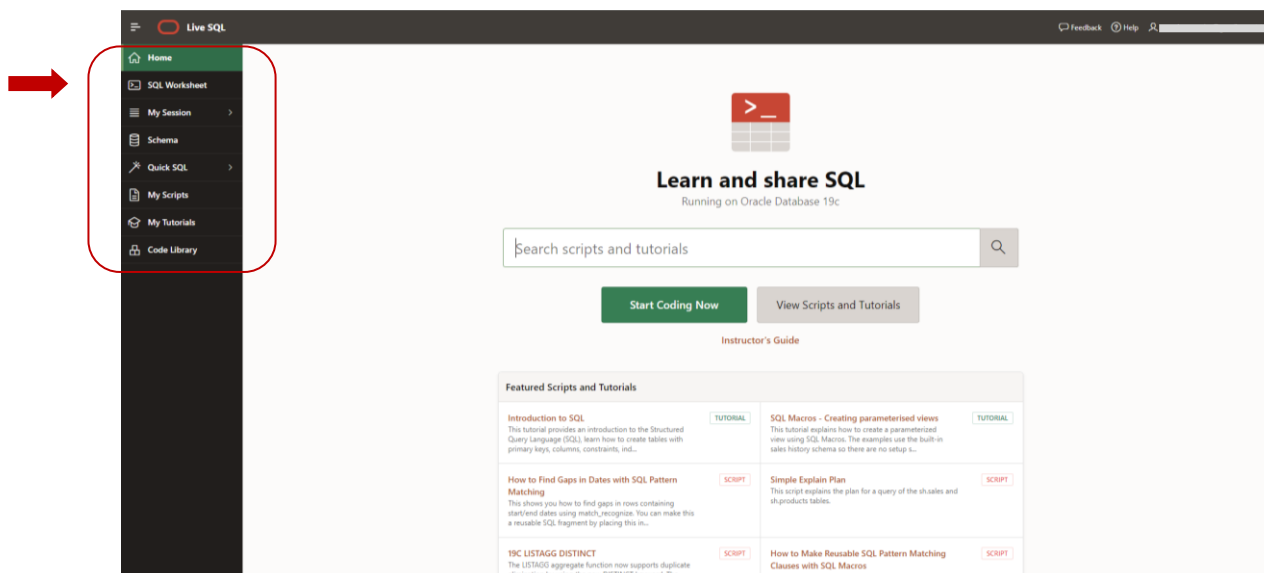 Live SQL
Feedback
Help
Home
SQL Worksheet
My Session
Schema
Quick SQL
My Scripts
My Tutorials
Code Library
>_
Learn and share SQL
Running on Oracle Database 19c
Search scripts and tutorials
Start Coding Now
View Scripts and Tutorials
Instructor's Guide
Featured Scripts and Tutorials
Introduction to SQL
TUTORIAL
This tutorial provides an introduction to the Structured
Query Language (SQL), learn how to create tables with
primary keys, columns, constraints, ind...
SQL Macros - Creating parameterised views
TUTORIAL
This tutorial explains how to create a parameterized
view using SQL Macros. The examples use the built-in
sales history schema so there are no setup s...
How to Find Gaps in Dates with SQL Pattern
Matching
SCRIPT
This shows you how to find gaps in rows containing
start/end dates using match_recognize. You can make this
a reusable SQL fragment by placing this in...
Simple Explain Plan
SCRIPT
This script explains the plan for a query of the sh.sales and
sh.products tables.
19C LISTAGG DISTINCT
SCRIPT
The LISTAGG aggregate function now supports duplicate
How to Make Reusable SQL Pattern Matching
Clauses with SQL Macros
SCRIPT